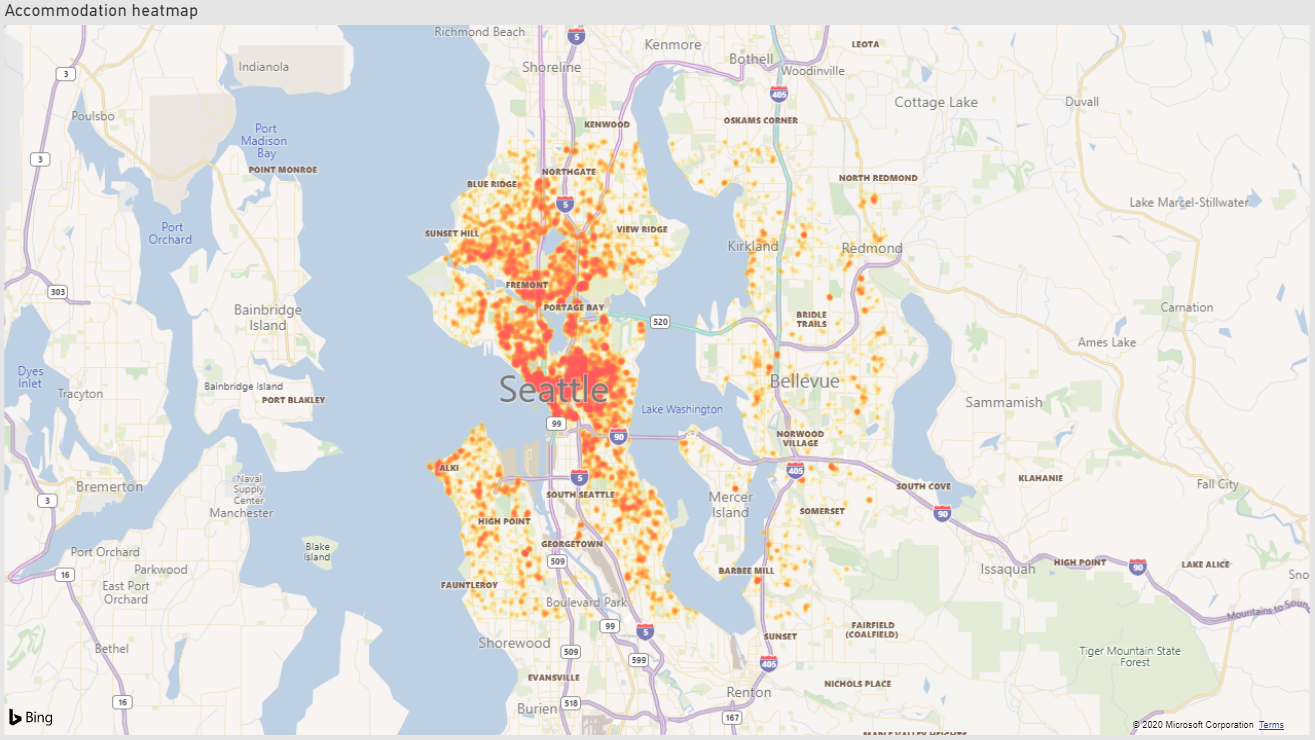 Accommodation heatmap
Richmond Beach
5
Kenmore
LEOTA
Bothell
Shoreline
Woodinville
Indianola
3
405
Cottage Lake
Duvall
Poulsbo
KENWOOD
OSKAMS CORNER
Port
Madison
Bay
3
POINT MONROE
NORTHGATE
BLUE RIDGE
NORTH REDMOND
5
Lake Marcel-Stillwater
Port
Orchard
SUNSET HILL
VIEW RIDGE
Kirkland
Redmond
303
FREMONT
Bainbridge
Island
PORTAGE BAY
Carnation
520
BRIDLE
TRAILS
Ames Lake
Dyes
Inlet
Bainbridge Island
Seattle
Bellevue
Tracyton
PORT BLAKELY
Lake Washington
Sammamish
99
90
NORWOOD
VILLAGE
ALKI
405
5
KLAHANIE
Fall City
Naval
Supply
Center
Bremerton
SOUTH COVE
3
SOUTH SEATTLE
Mercer
Island
Manchester
SOMERSET
90
HIGH POINT
GEORGETOWN
Port Orchard
Blake
Island
509
HIGH POINT
90
LAKE ALICE
Parkwood
Issaquah
BARBEE MILL
16
Sno
East Port
Orchard
FAUNTLEROY
Boulevard Park
Mountains to Soun
99
5
FAIRFIELD
(COALFIELD)
Shorewood
SUNSET
Bethel
509
599
405
Tiger Mountain State
Forest
EVANSVILLE
NICHOLS PLACE
Renton
16
Burien
518
167
Bing
© 2020 Microsoft Corporation Terms
MAPLE VALLEY HEIGHTS